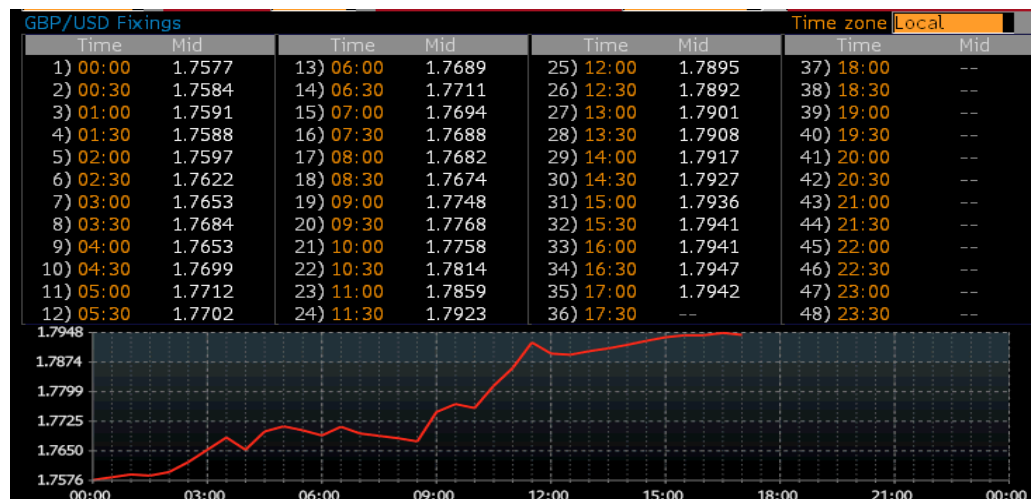 GBP/USD Fixings Time zone Local
Time Mid Time Mid Time Mid Time Mid
1) 00:00 1.7577 13) 06:00 1.7689 25) 12:00 1.7895 37) 18:00 --
2) 00:30 1.7584 14) 06:30 1.7711 26) 12:30 1.7892 38) 18:30 --
3) 01:00 1.7591 15) 07:00 1.7694 27) 13:00 1.7901 39) 19:00 --
4) 01:30 1.7588 16) 07:30 1.7688 28) 13:30 1.7908 40) 19:30 --
5) 02:00 1.7597 17) 08:00 1.7682 29) 14:00 1.7917 41) 20:00 --
6) 02:30 1.7622 18) 08:30 1.7674 30) 14:30 1.7927 42) 20:30 --
7) 03:00 1.7653 19) 09:00 1.7748 31) 15:00 1.7936 43) 21:00 --
8) 03:30 1.7684 20) 09:30 1.7768 32) 15:30 1.7941 44) 21:30 --
9) 04:00 1.7653 21) 10:00 1.7758 33) 16:00 1.7941 45) 22:00 --
10) 04:30 1.7699 22) 10:30 1.7814 34) 16:30 1.7947 46) 22:30 --
11) 05:00 1.7712 23) 11:00 1.7859 35) 17:00 1.7942 47) 23:00 --
12) 05:30 1.7702 24) 11:30 1.7923 36) 17:30 -- 48) 23:30 --
1.7948
1.7874
1.7799
1.7725
1.7650
1.7576
00:00 03:00 06:00 09:00 12:00 15:00 18:00 21:00 00:00